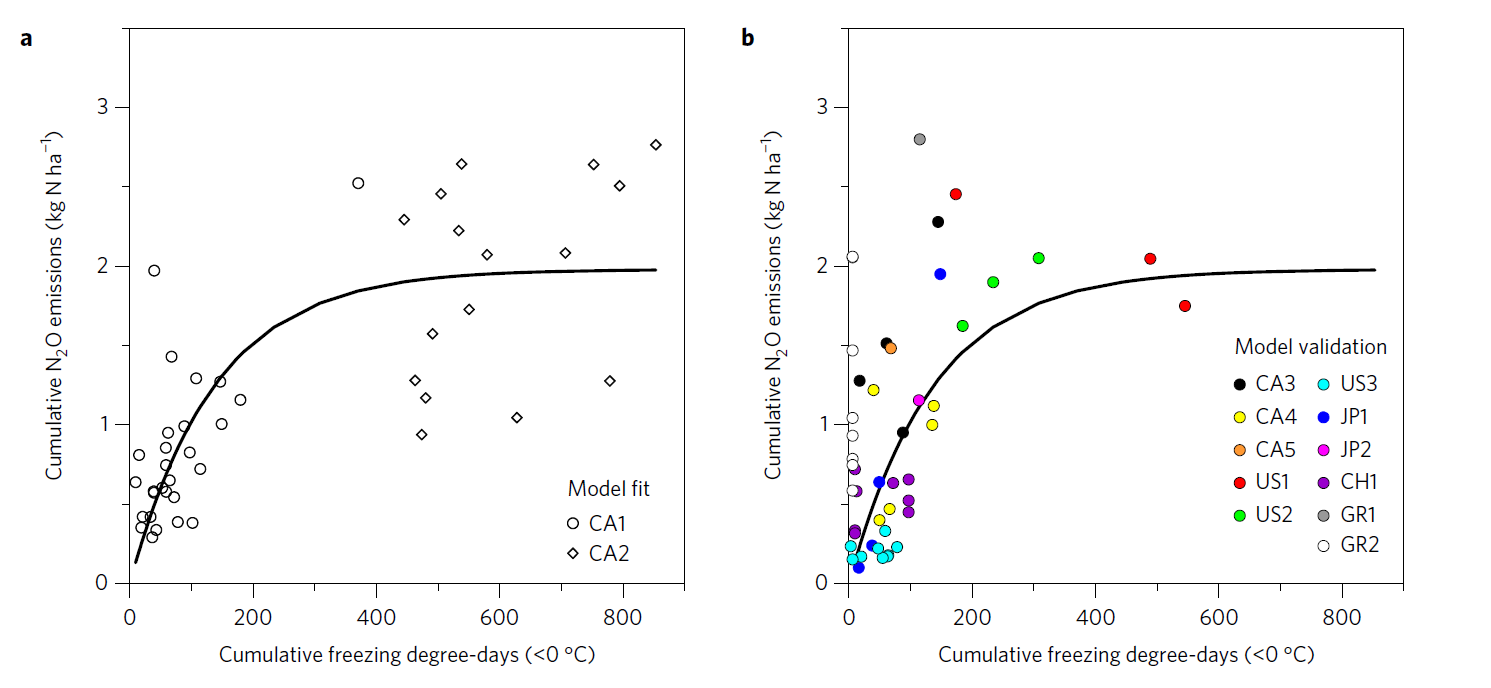 a
3
2
1
0
Cumulative N₂O emissions (kg N ha⁻¹)
0 200 400 600 800
Cumulative freezing degree-days (<0 °C)
Model fit
CA1
CA2
b
3
2
1
0
Cumulative N₂O emissions (kg N ha⁻¹)
0 200 400 600 800
Cumulative freezing degree-days (<0 °C)
Model validation
CA3 US3
CA4 JP1
CA5 JP2
US1 CH1
US2 GR1
GR2